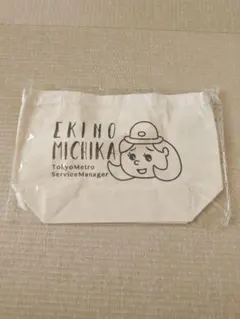 EKINO
MICHIKA
TokyoMetro
ServiceManager